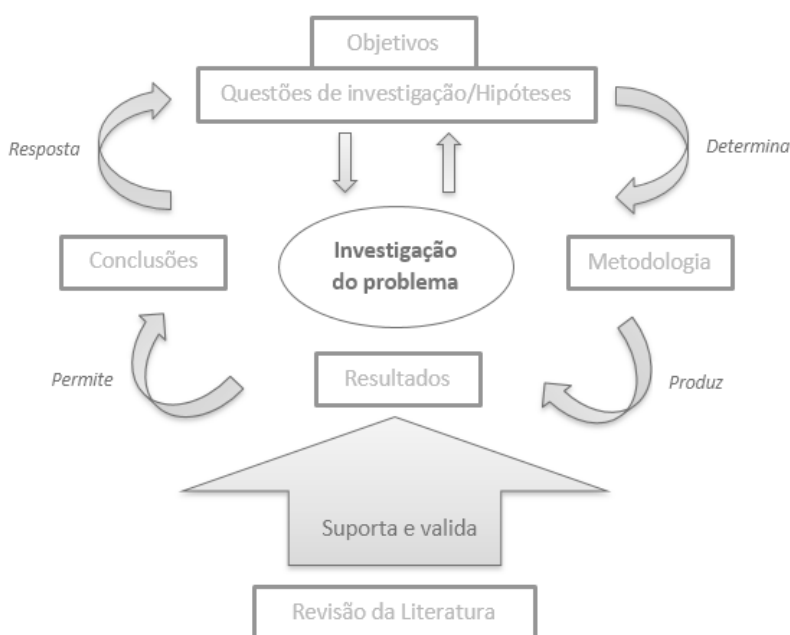 Objetivos
Questões de investigação/Hipóteses
Resposta
Determina
Conclusões
Investigação
do problema
Metodologia
Permite
Resultados
Produz
Suporta e valida
Revisão da Literatura